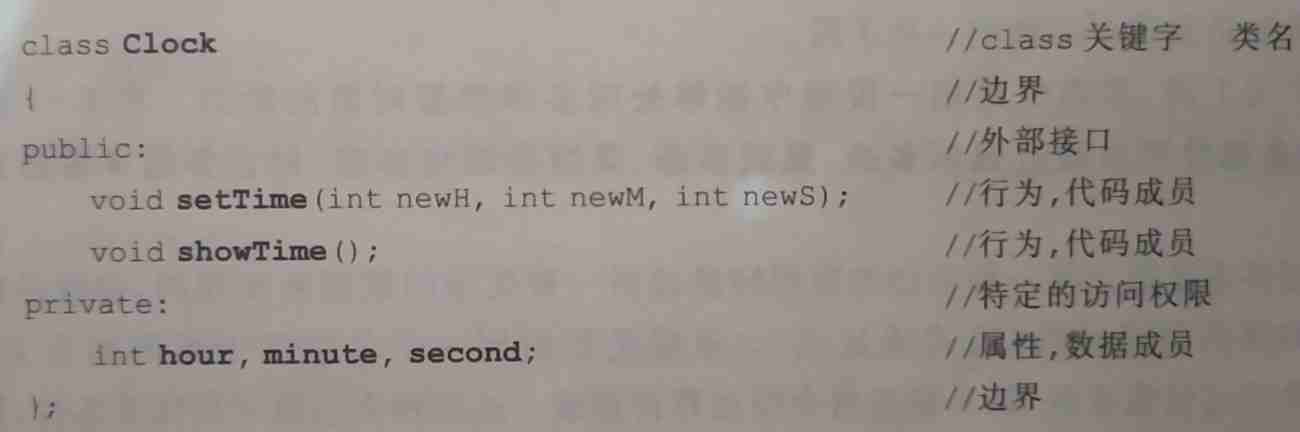 class Clock //class 关键字 类名
{ //边界
public: //外部接口
void setTime(int newH, int newM, int newS); //行为,代码成员
void showTime(); //行为,代码成员
private: //特定的访问权限
int hour, minute, second; //属性,数据成员
}; //边界